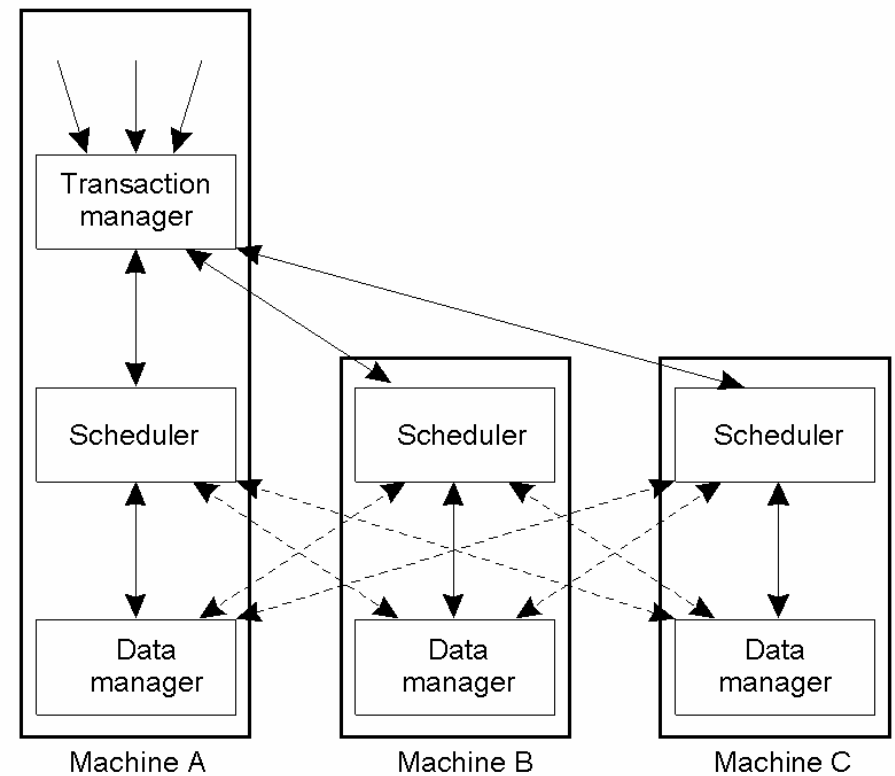 Transaction
manager
Scheduler
Scheduler
Scheduler
Data
manager
Data
manager
Data
manager
Machine A
Machine B
Machine C